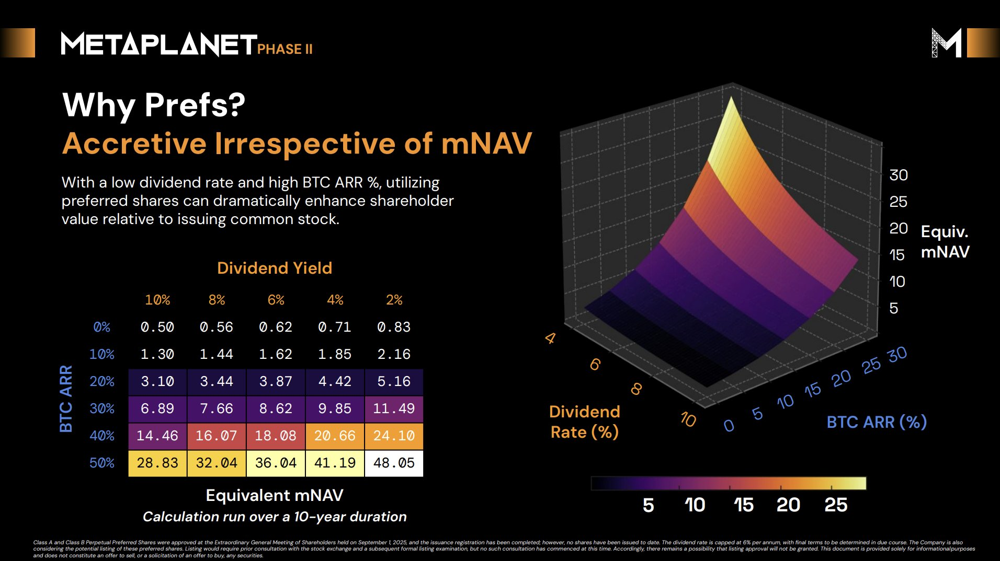 METAPLANET PHASE II
M
Why Prefs?
Accretive Irrespective of mNAV
With a low dividend rate and high BTC ARR %, utilizing
preferred shares can dramatically enhance shareholder
value relative to issuing common stock.
Dividend Yield
10% 8% 6% 4% 2%
0% 0.50 0.56 0.62 0.71 0.83
10% 1.30 1.44 1.62 1.85 2.16
20% 3.10 3.44 3.87 4.42 5.16
30% 6.89 7.66 8.62 9.85 11.49
40% 14.46 16.07 18.08 20.66 24.10
50% 28.83 32.04 36.04 41.19 48.05
BTC ARR
Equivalent mNAV
Calculation run over a 10-year duration
30
25
20
15
10
5
Equiv.
mNAV
4
6
8
10
Dividend
Rate (%)
0 5 10 15 20 25 30
BTC ARR (%)
5 10 15 20 25
Class A and Class B Perpetual Preferred Shares were approved at the Extraordinary General Meeting of Shareholders held on September 1, 2025, and the issuance registration has been completed; however, no shares have been issued to date. The dividend rate is capped at 6% per annum, with final terms to be determined in due course. The Company is also
considering the potential listing of these preferred shares. Listing would require prior consultation with the stock exchange and a subsequent formal listing examination, but no such consultation has commenced at this time. Accordingly, there remains a possibility that listing approval will not be granted. This document is provided solely for informational purposes
and does not constitute an offer to sell, or a solicitation of an offer to buy, any securities.